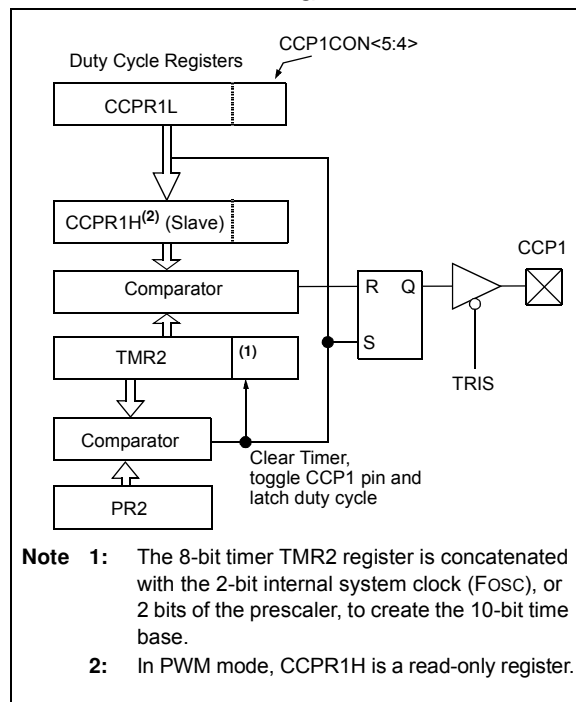 CCP1CON<5:4>
Duty Cycle Registers
CCPR1L
CCPR1H(2) (Slave)
CCP1
Comparator
R Q
TMR2 (1)
S
TRIS
Comparator
Clear Timer,
toggle CCP1 pin and
latch duty cycle
PR2
Note 1: The 8-bit timer TMR2 register is concatenated
with the 2-bit internal system clock (FOSC), or
2 bits of the prescaler, to create the 10-bit time
base.
2: In PWM mode, CCPR1H is a read-only register.